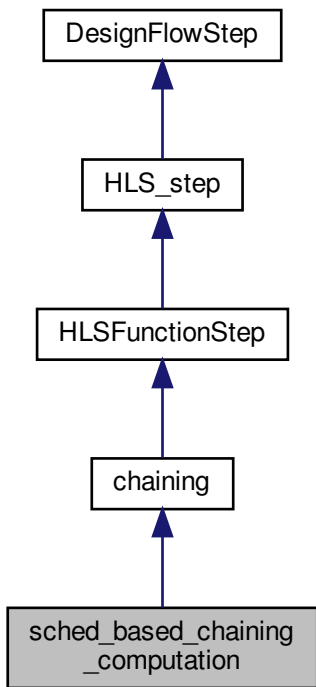 DesignFlowStep
HLS_step
HLSFunctionStep
chaining
sched_based_chaining
_computation